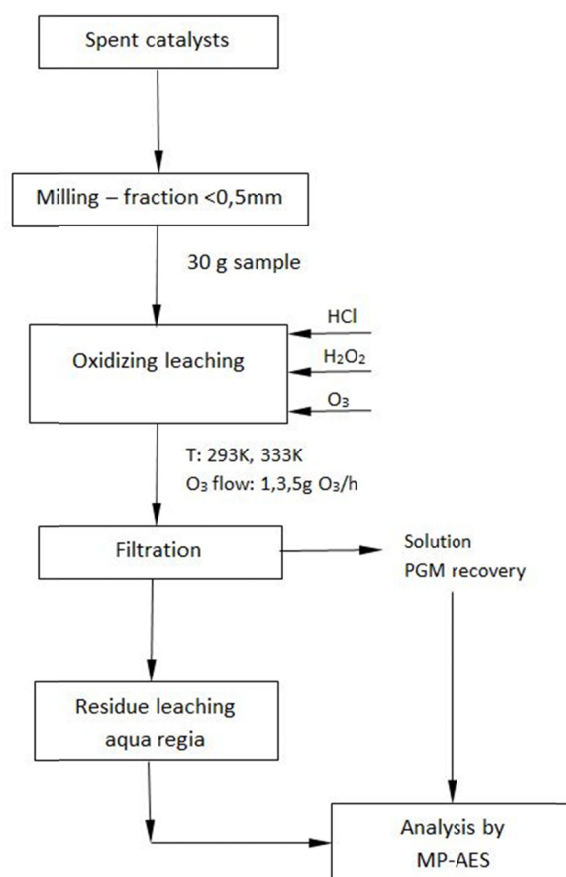 Spent catalysts
Milling – fraction <0,5mm
30 g sample
HCl
Oxidizing leaching
H₂O₂
O₃
T: 293K, 333K
O₃ flow: 1,3,5g O₃/h
Filtration
Solution
PGM recovery
Residue leaching
aqua regia
Analysis by
MP-AES